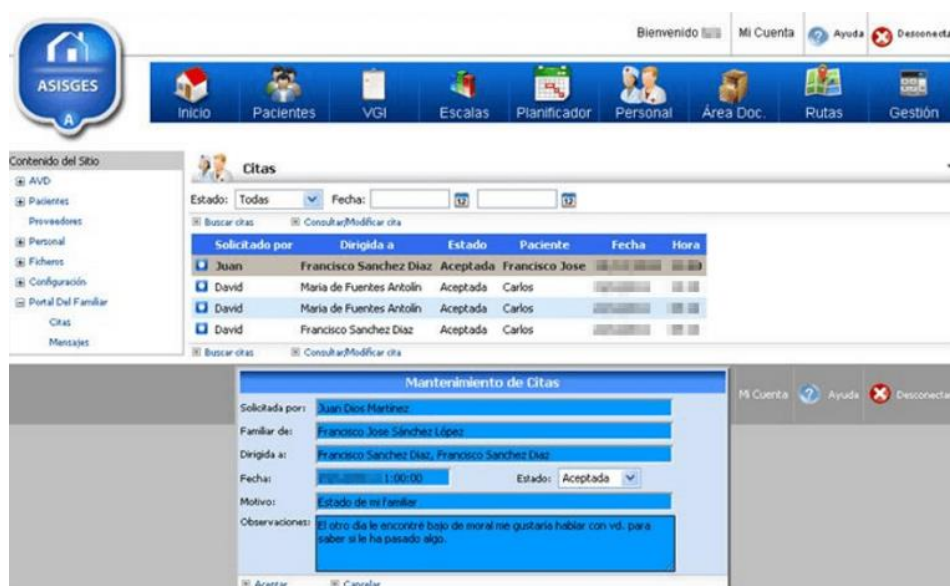 Bienvenido
Mi Cuenta
Ayuda
Desconecta
ASISGES
A
Inicio
Pacientes
VGI
Escalas
Planificador
Personal
Área Doc.
Rutas
Gestión
Contenido del Sitio
AVD
Pacientes
Proveedores
Personal
Ficheros
Configuración
Portal Del Familiar
Citas
Mensajes
Citas
Estado: Todas Fecha: 12 12
Buscar citas Consultar/Modificar cita
Solicitado por Dirigida a Estado Paciente Fecha Hora
Juan Francisco Sanchez Diaz Aceptada Francisco Jose
David Maria de Fuentes Antolín Aceptada Carlos
David Maria de Fuentes Antolín Aceptada Carlos
David Francisco Sanchez Diaz Aceptada Carlos
Buscar citas Consultar/Modificar cita
Mantenimiento de Citas
Mi Cuenta Ayuda Desconecta
Solicitada por: Juan Dios Martínez
Familiar de: Francisco Jose Sánchez López
Dirigida a: Francisco Sanchez Diaz, Francisco Sanchez Diaz
Fecha: 1:00:00 Estado: Aceptada
Motivo: Estado de mi familiar
Observaciones: El otro día le encontré bajo de moral me gustaría hablar con vd. para
saber si le ha pasado algo.
Aceptar Cancelar